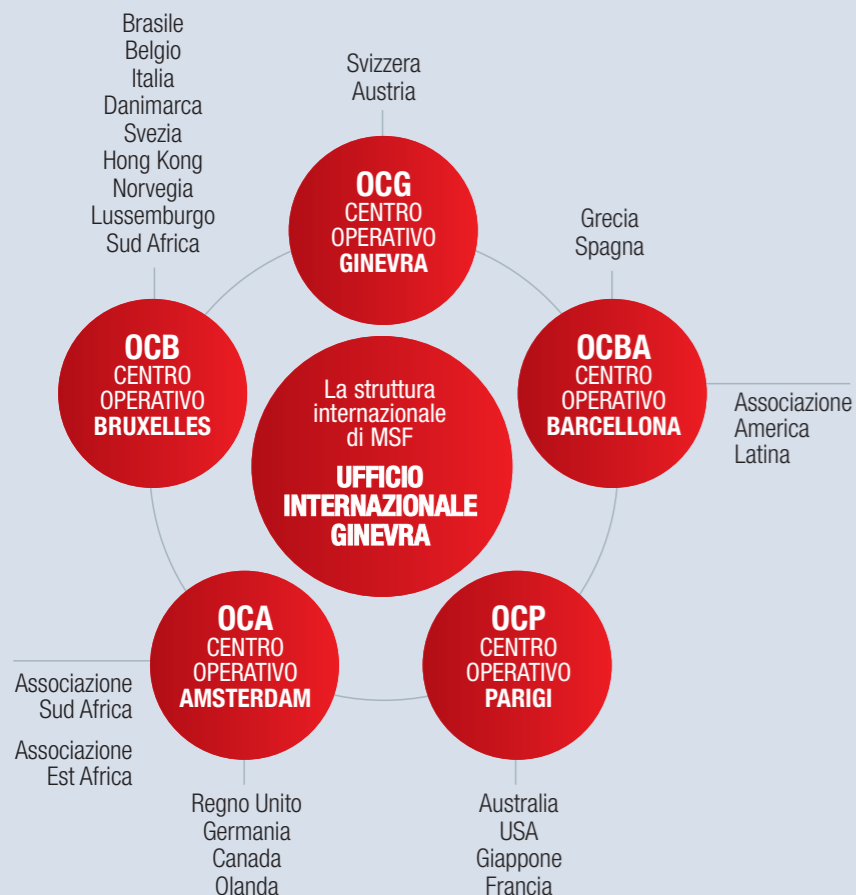 Brasile
Belgio
Italia
Danimarca
Svezia
Hong Kong
Norvegia
Lussemburgo
Sud Africa
Svizzera
Austria
OCG
CENTRO
OPERATIVO
GINEVRA
Grecia
Spagna
OCB
CENTRO
OPERATIVO
BRUXELLES
La struttura
internazionale
di MSF
UFFICIO
INTERNAZIONALE
GINEVRA
OCBA
CENTRO
OPERATIVO
BARCELLONA
Associazione
America
Latina
OCA
CENTRO
OPERATIVO
AMSTERDAM
OCP
CENTRO
OPERATIVO
PARIGI
Associazione
Sud Africa
Associazione
Est Africa
Regno Unito
Germania
Canada
Olanda
Australia
USA
Giappone
Francia